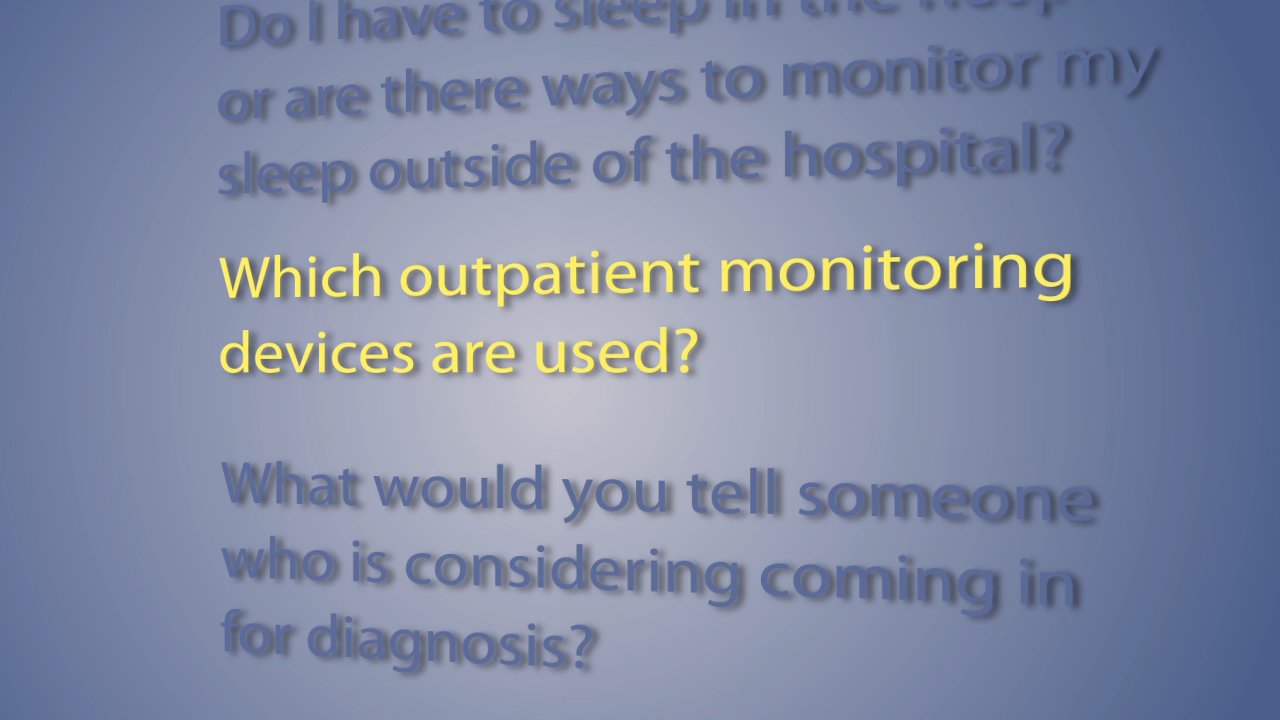 Do I have to sleep in the
or are there ways to monitor my
sleep outside of the hospital?
Which outpatient monitoring
devices are used?
What would you tell someone
who is considering coming in
for diagnosis?